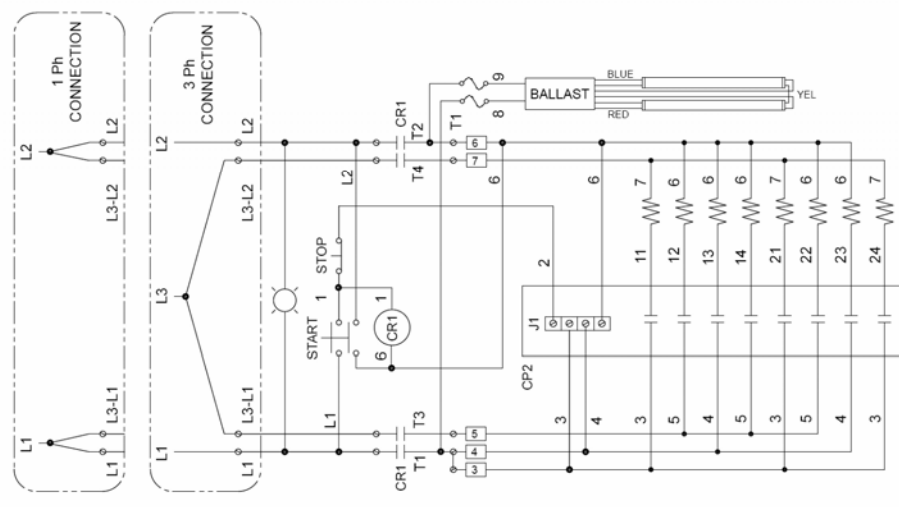 1 Ph
CONNECTION
3 Ph
CONNECTION
L2
L2
L3-L2
L1
L3-L1
L1
L2
L2
L3-L2
L3
L1
L3-L1
L1
CR1
T2
T1
T4
L2
9
8
BALLAST
BLUE
RED
YEL
6
7
6
6
STOP
1
1
START
CR1
6
L1
2
J1
CP2
7
6
6
6
7
6
6
7
11
12
13
14
21
22
23
24
3
4
3
5
4
5
3
5
4
3
T3
T1
CR1
5
4
3